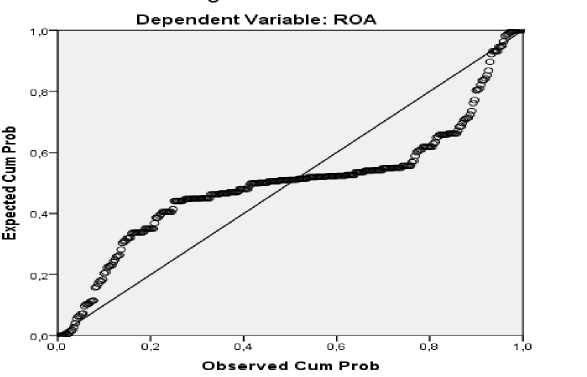 Dependent Variable: ROA
Expected Cum Prob
1,0
0,8
0,6
0,4
0,2
0,0
0,0 0,2 0,4 0,6 0,8 1,0
Observed Cum Prob